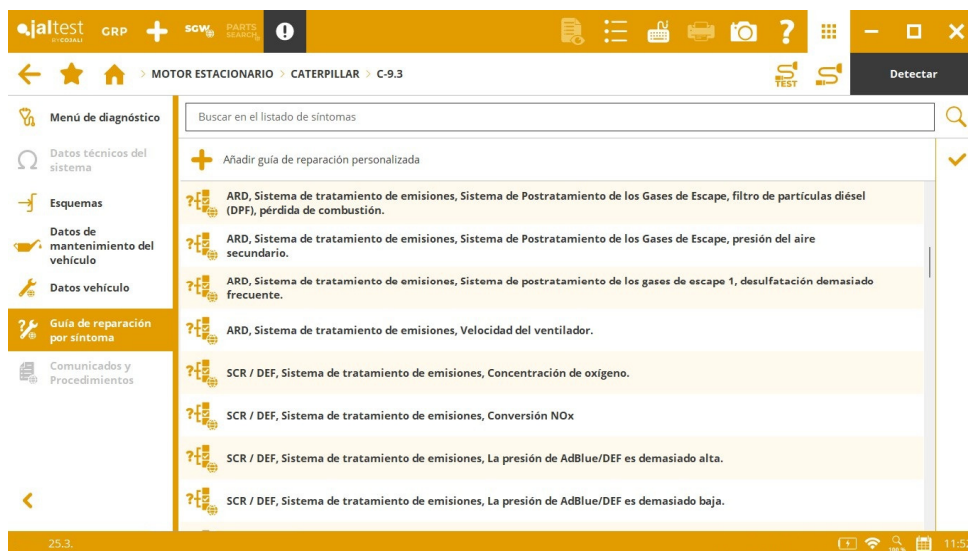 jaltest
BY COJALI
GRP
SGW
PARTS
SEARCH
MOTOR ESTACIONARIO > CATERPILLAR > C-9.3
TEST
Detectar
Menú de diagnóstico
Datos técnicos del
sistema
Esquemas
Datos de
mantenimiento del
vehículo
Datos vehículo
Guía de reparación
por síntoma
Comunicados y
Procedimientos
Buscar en el listado de síntomas
Añadir guía de reparación personalizada
ARD, Sistema de tratamiento de emisiones, Sistema de Postratamiento de los Gases de Escape, filtro de partículas diésel
(DPF), pérdida de combustión.
ARD, Sistema de tratamiento de emisiones, Sistema de Postratamiento de los Gases de Escape, presión del aire
secundario.
ARD, Sistema de tratamiento de emisiones, Sistema de postratamiento de los gases de escape 1, desulfatación demasiado
frecuente.
ARD, Sistema de tratamiento de emisiones, Velocidad del ventilador.
SCR / DEF, Sistema de tratamiento de emisiones, Concentración de oxígeno.
SCR / DEF, Sistema de tratamiento de emisiones, Conversión NOx
SCR / DEF, Sistema de tratamiento de emisiones, La presión de AdBlue/DEF es demasiado alta.
SCR / DEF, Sistema de tratamiento de emisiones, La presión de AdBlue/DEF es demasiado baja.
25.3.
100 %